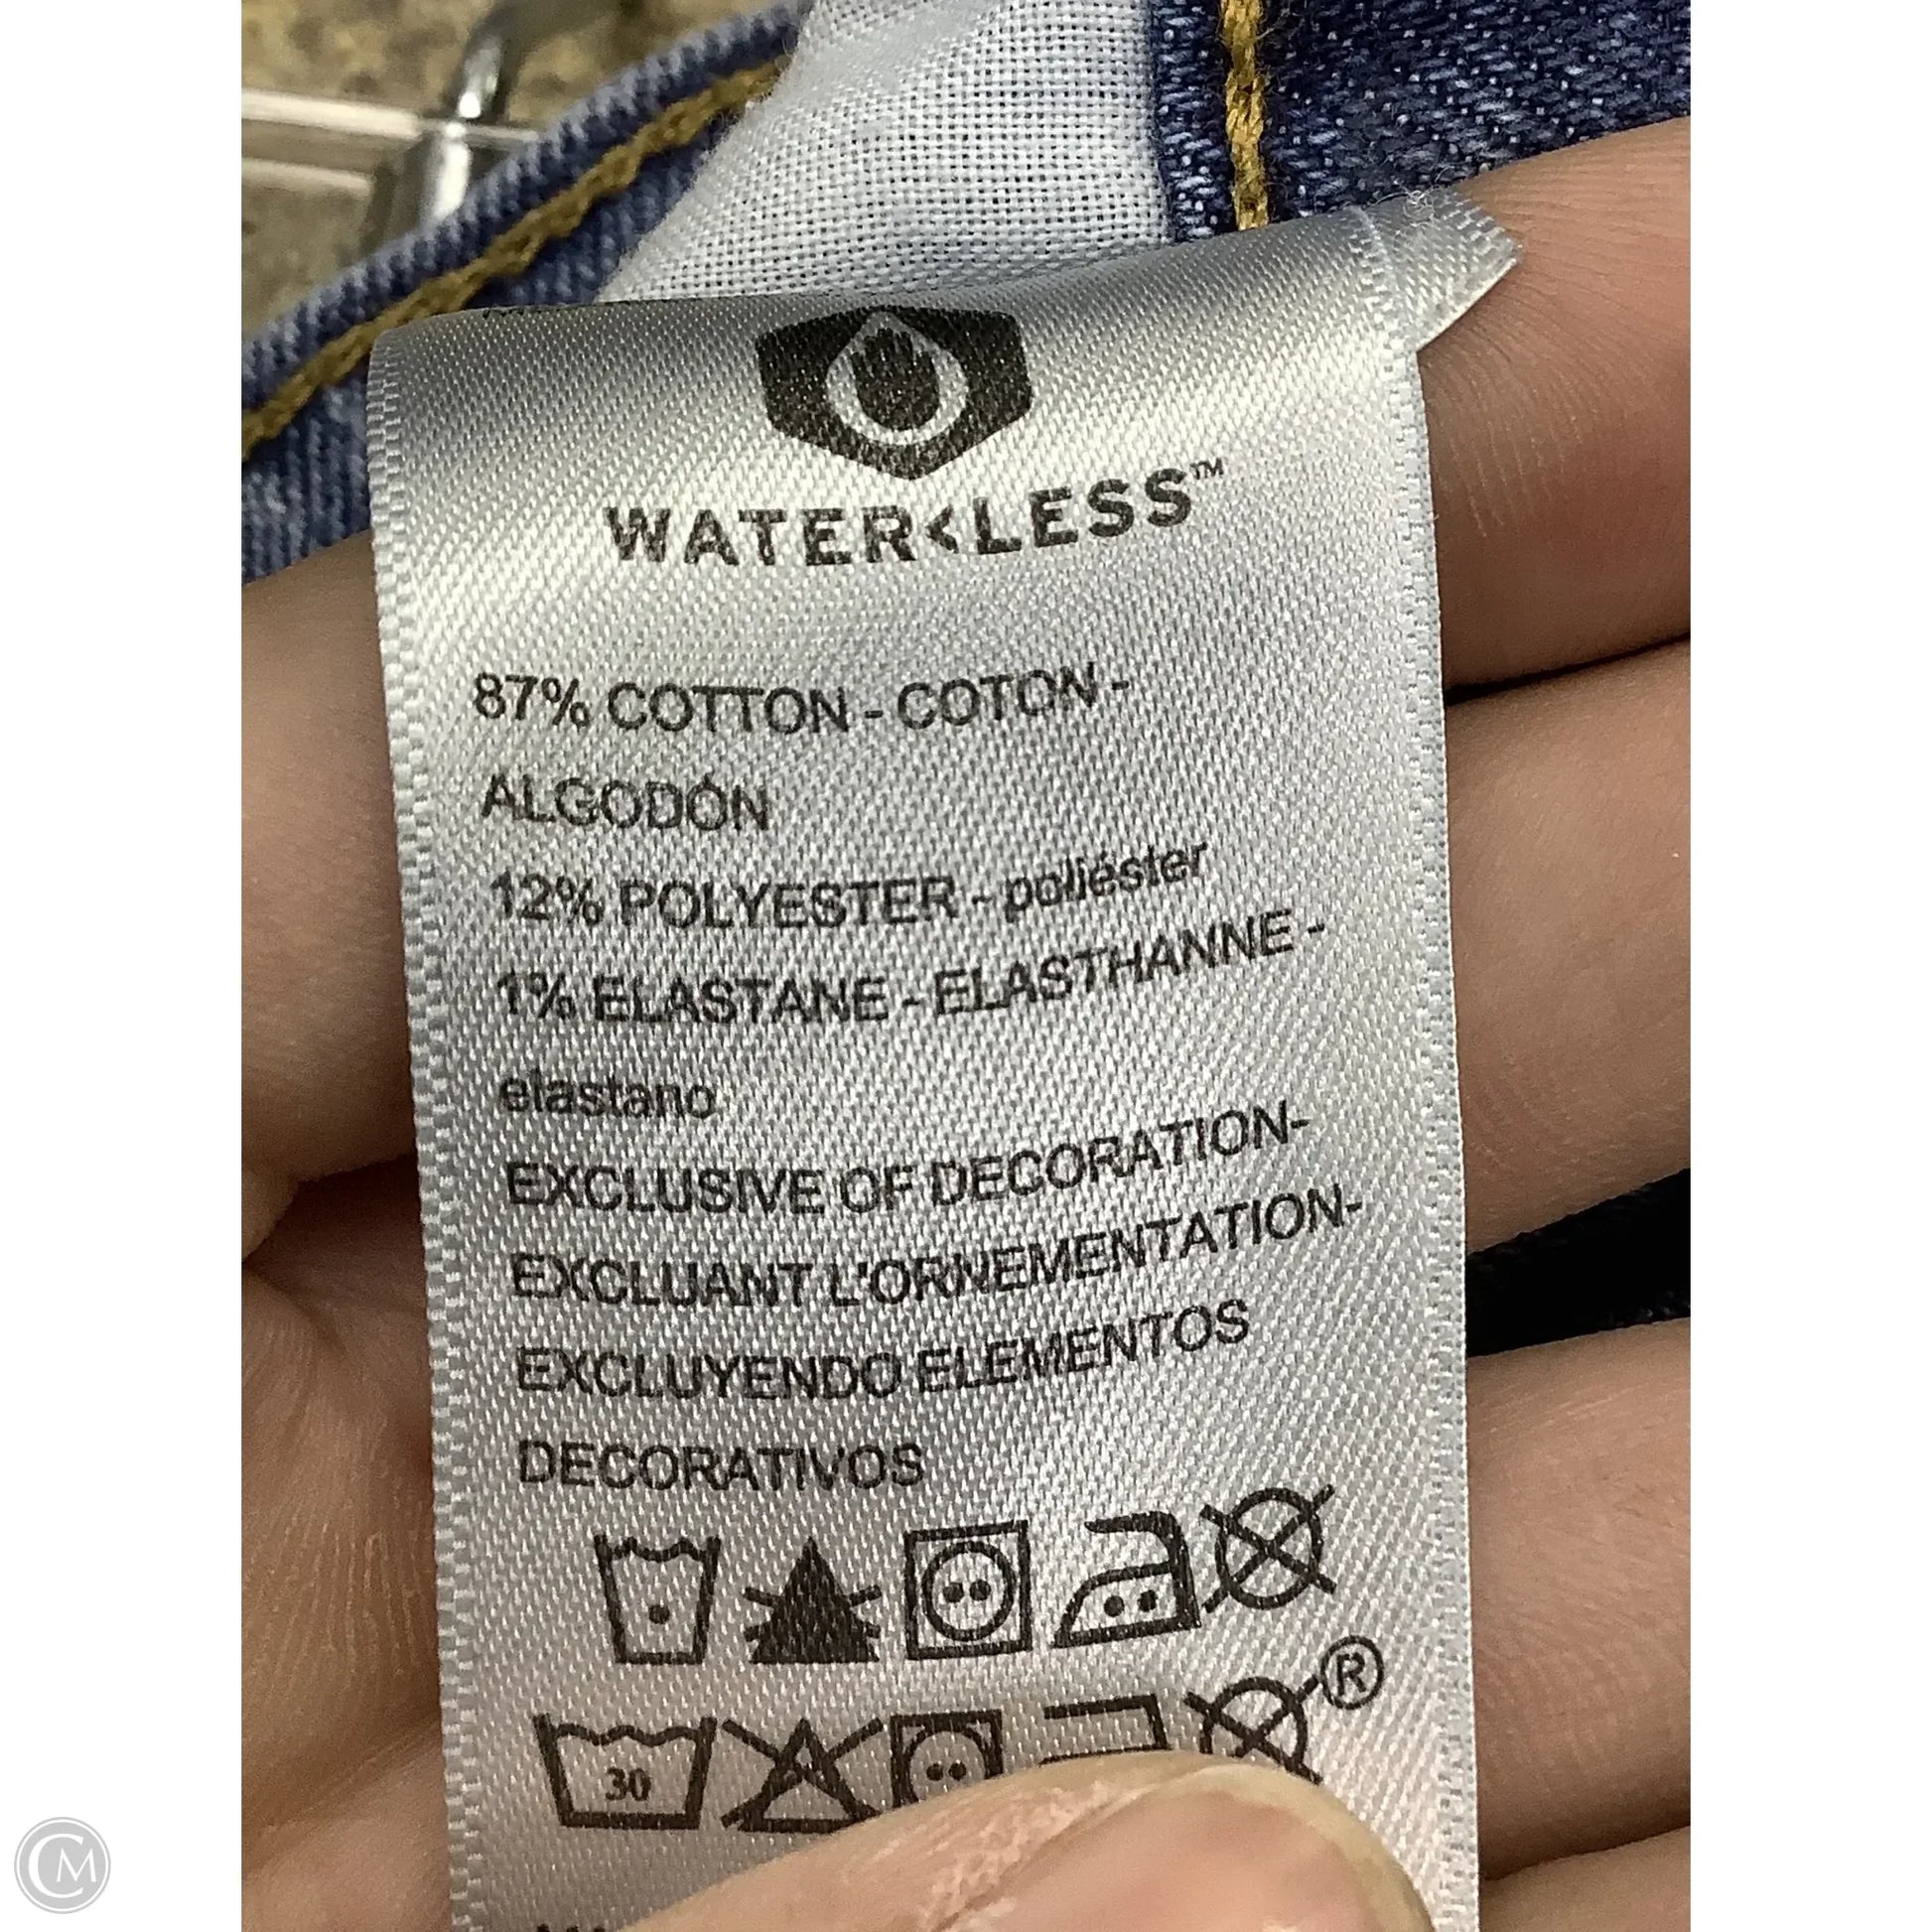 WATER<LESS™
87% COTTON - COTON -
ALGODÓN
12% POLYESTER - poliéster
1% ELASTANE - ELASTHANNE -
elastano
EXCLUSIVE OF DECORATION-
EXCLUANT L'ORNEMENTATION-
EXCLUYENDO ELEMENTOS
DECORATIVOS
®
30
CM